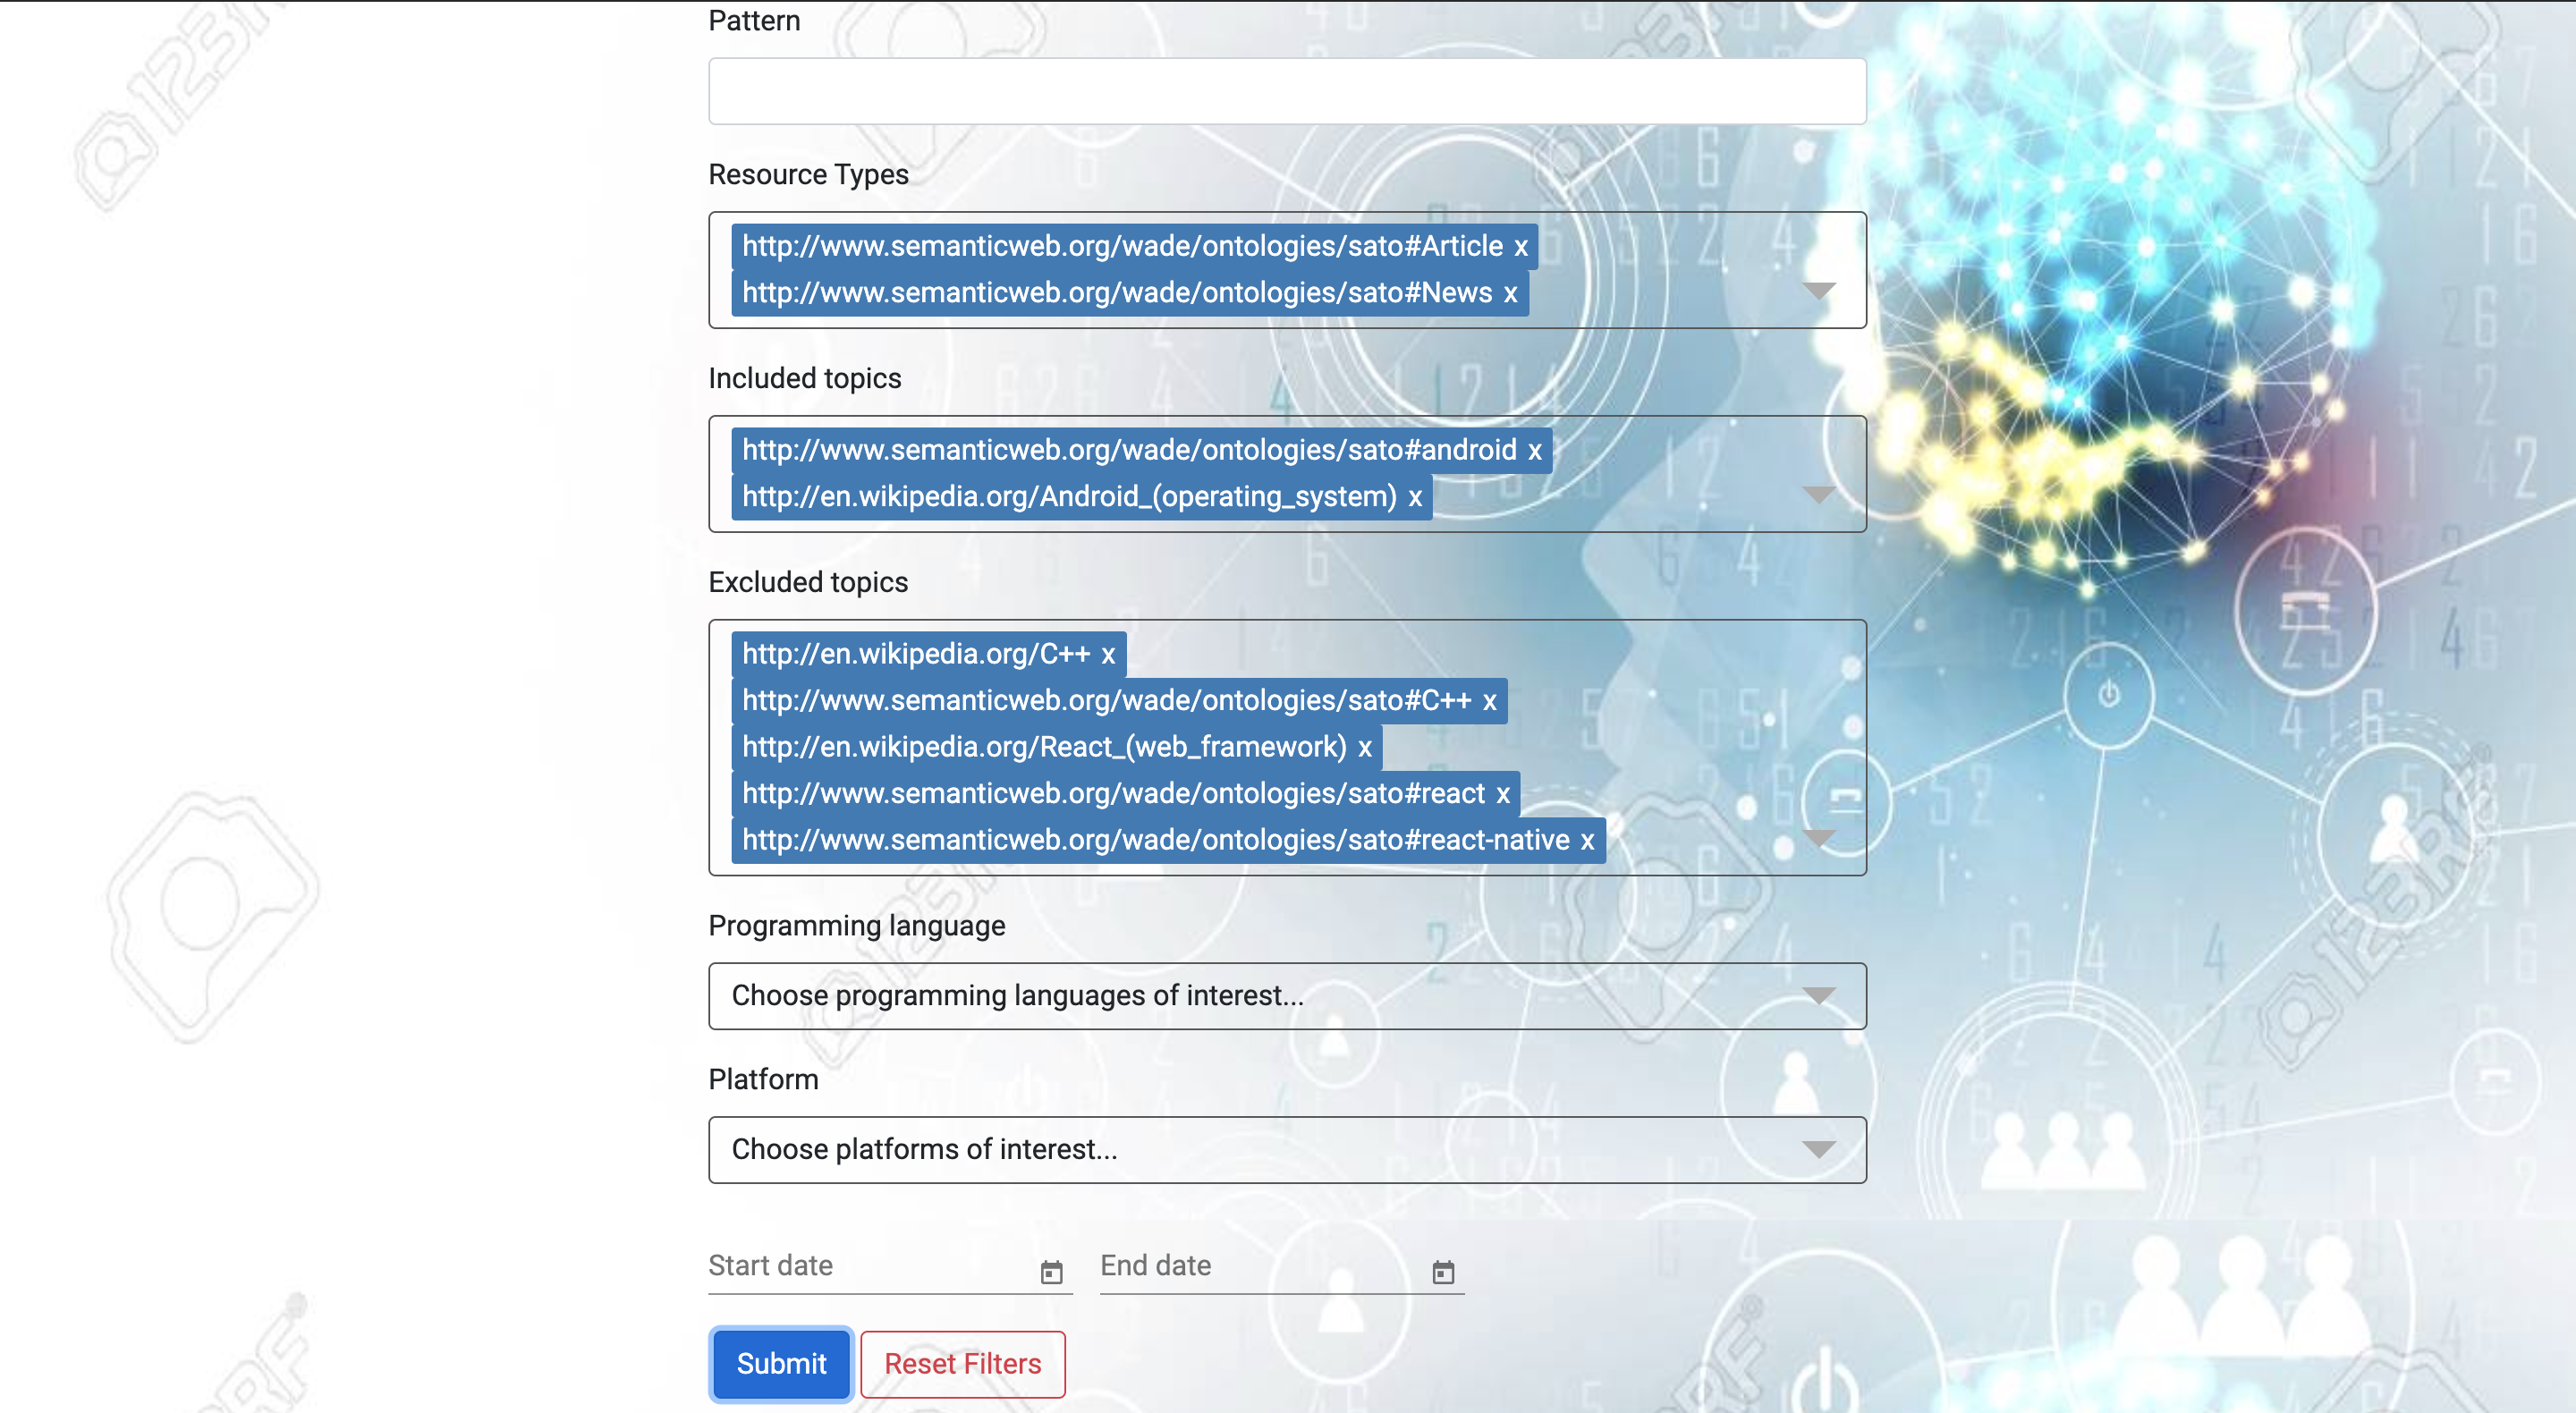 Pattern
Resource Types
http://www.semanticweb.org/wade/ontologies/sato#Article x
http://www.semanticweb.org/wade/ontologies/sato#News x
Included topics
http://www.semanticweb.org/wade/ontologies/sato#android x
http://en.wikipedia.org/Android_(operating_system) x
Excluded topics
http://en.wikipedia.org/C++ x
http://www.semanticweb.org/wade/ontologies/sato#C++ x
http://en.wikipedia.org/React_(web_framework) x
http://www.semanticweb.org/wade/ontologies/sato#react x
http://www.semanticweb.org/wade/ontologies/sato#react-native x
Programming language
Choose programming languages of interest...
Platform
Choose platforms of interest...
Start date
End date
Submit
Reset Filters